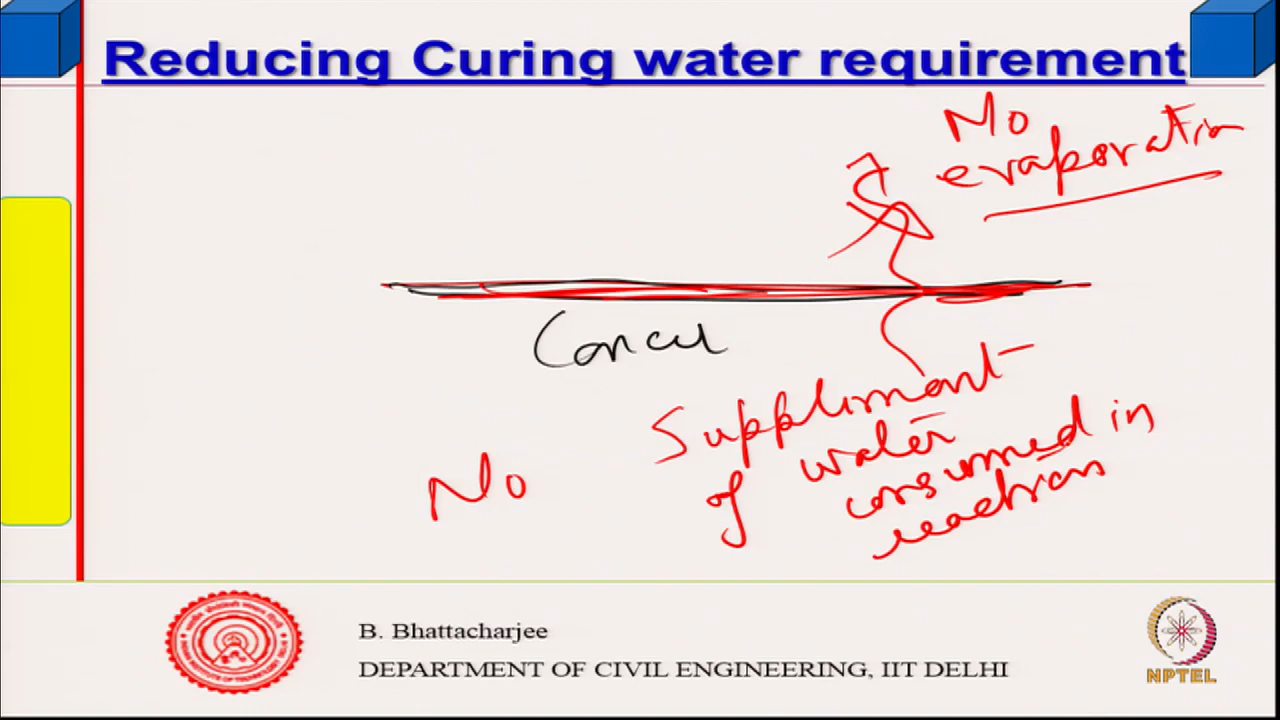 Reducing Curing water requirement
No
evaporation
Concu
Suppliment
of water
consumed in
reaction
No
B. Bhattacharjee
DEPARTMENT OF CIVIL ENGINEERING, IIT DELHI
NPTEL